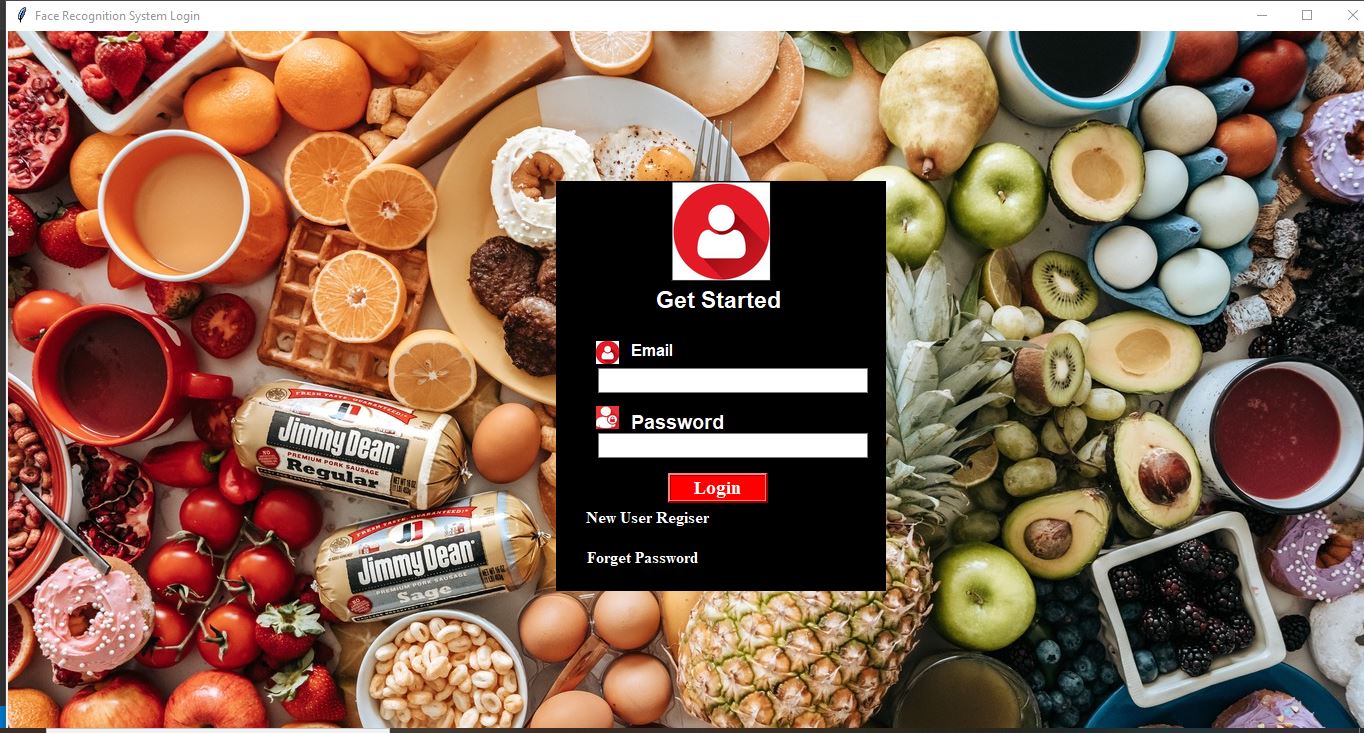 Face Recognition System Login
Get Started
Email
Password
Login
New User Regiser
Forget Password
FRESH TASTE. GUARANTEED!
Jimmy Dean
PREMIUM PORK SAUSAGE
Regular
FRESH TASTE. GUARANTEED!
Jimmy Dean
PREMIUM PORK SAUSAGE
Sage